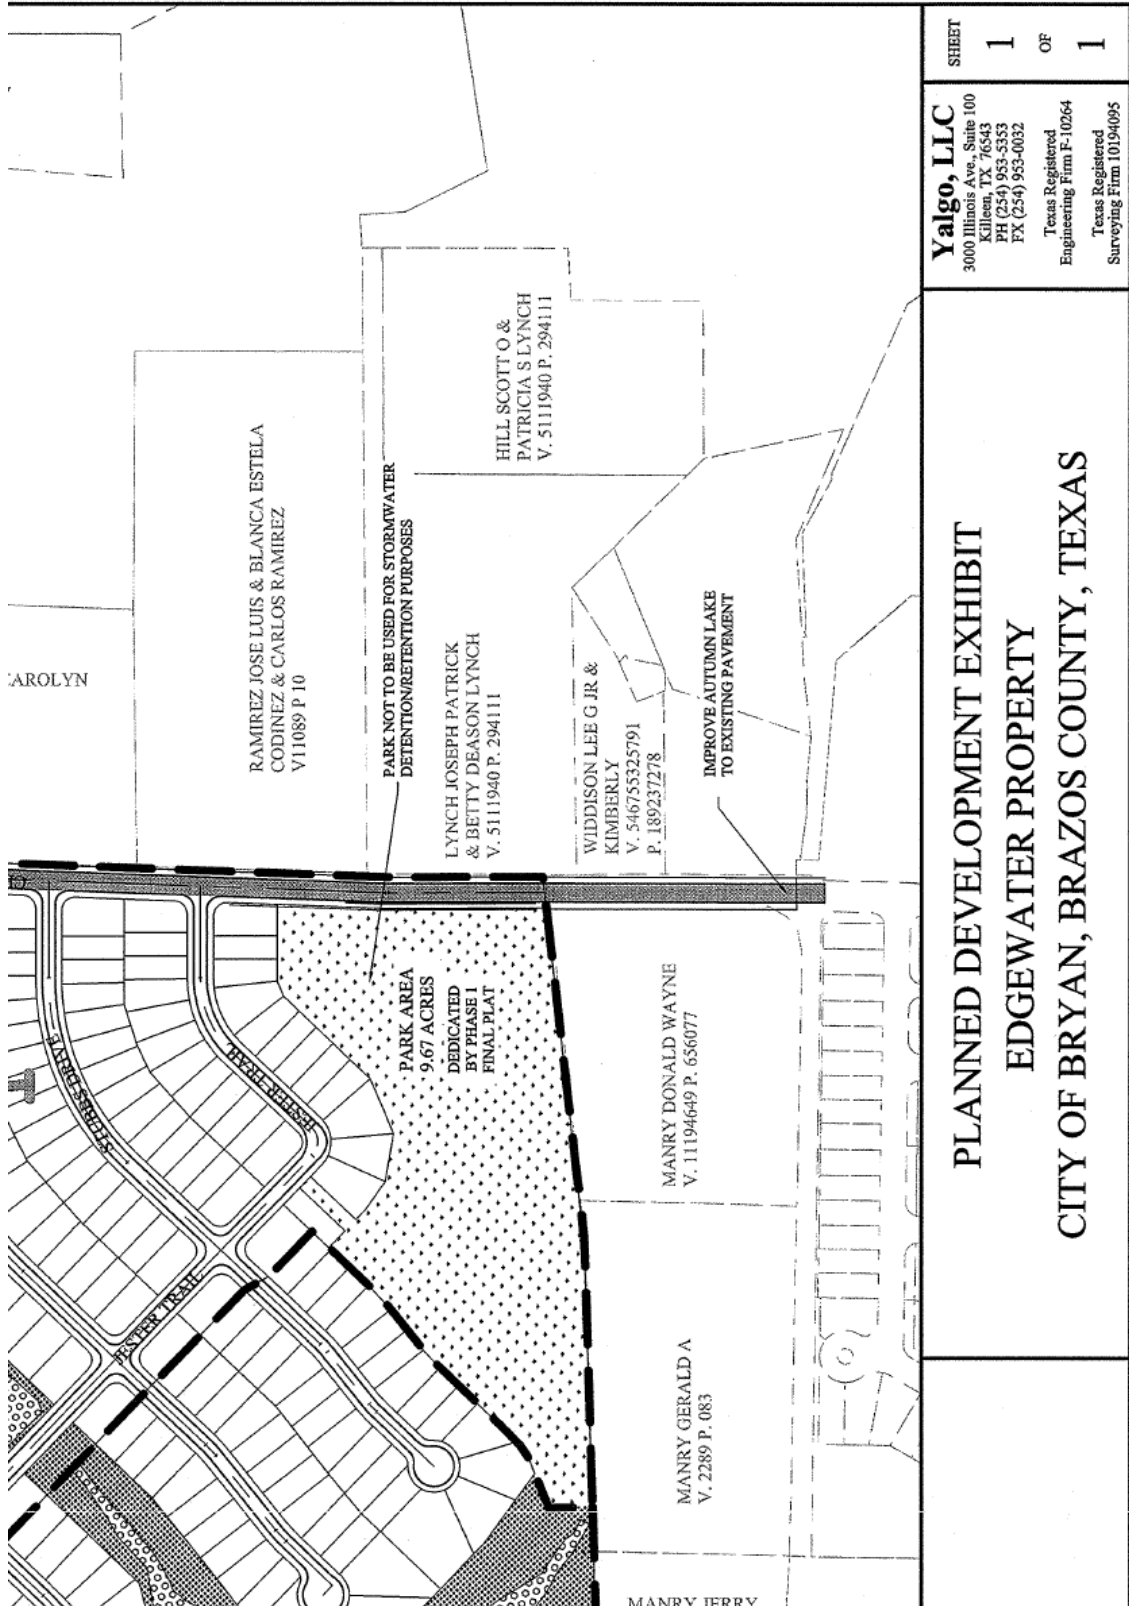 SHEET
1
OF
1
Yalgo, LLC
3000 Illinois Ave., Suite 100
Killeen, TX 76543
PH (254) 953-5353
FX (254) 953-0032
Texas Registered
Engineering Firm F-10264
Texas Registered
Surveying Firm 10194095
PLANNED DEVELOPMENT EXHIBIT
EDGEWATER PROPERTY
CITY OF BRYAN, BRAZOS COUNTY, TEXAS
AROLYN
RAMIREZ JOSE LUIS & BLANCA ESTELA
CODINEZ & CARLOS RAMIREZ
V11089 P 10
PARK NOT TO BE USED FOR STORMWATER
DETENTION/RETENTION PURPOSES
HILL SCOTT O &
PATRICIA S LYNCH
V. 5111940 P. 294111
LYNCH JOSEPH PATRICK
& BETTY DEASON LYNCH
V. 5111940 P. 294111
WIDDISON LEE G JR &
KIMBERLY
V. 546755325791
P. 189237278
IMPROVE AUTUMN LAKE
TO EXISTING PAVEMENT
STUBBS DRIVE
JESTER TRAIL
JESTER TRAIL
PARK AREA
9.67 ACRES
DEDICATED
BY PHASE 1
FINAL PLAT
MANRY DONALD WAYNE
V. 11194649 P. 656077
MANRY GERALD A
V. 2289 P. 083
MANRY JERRY